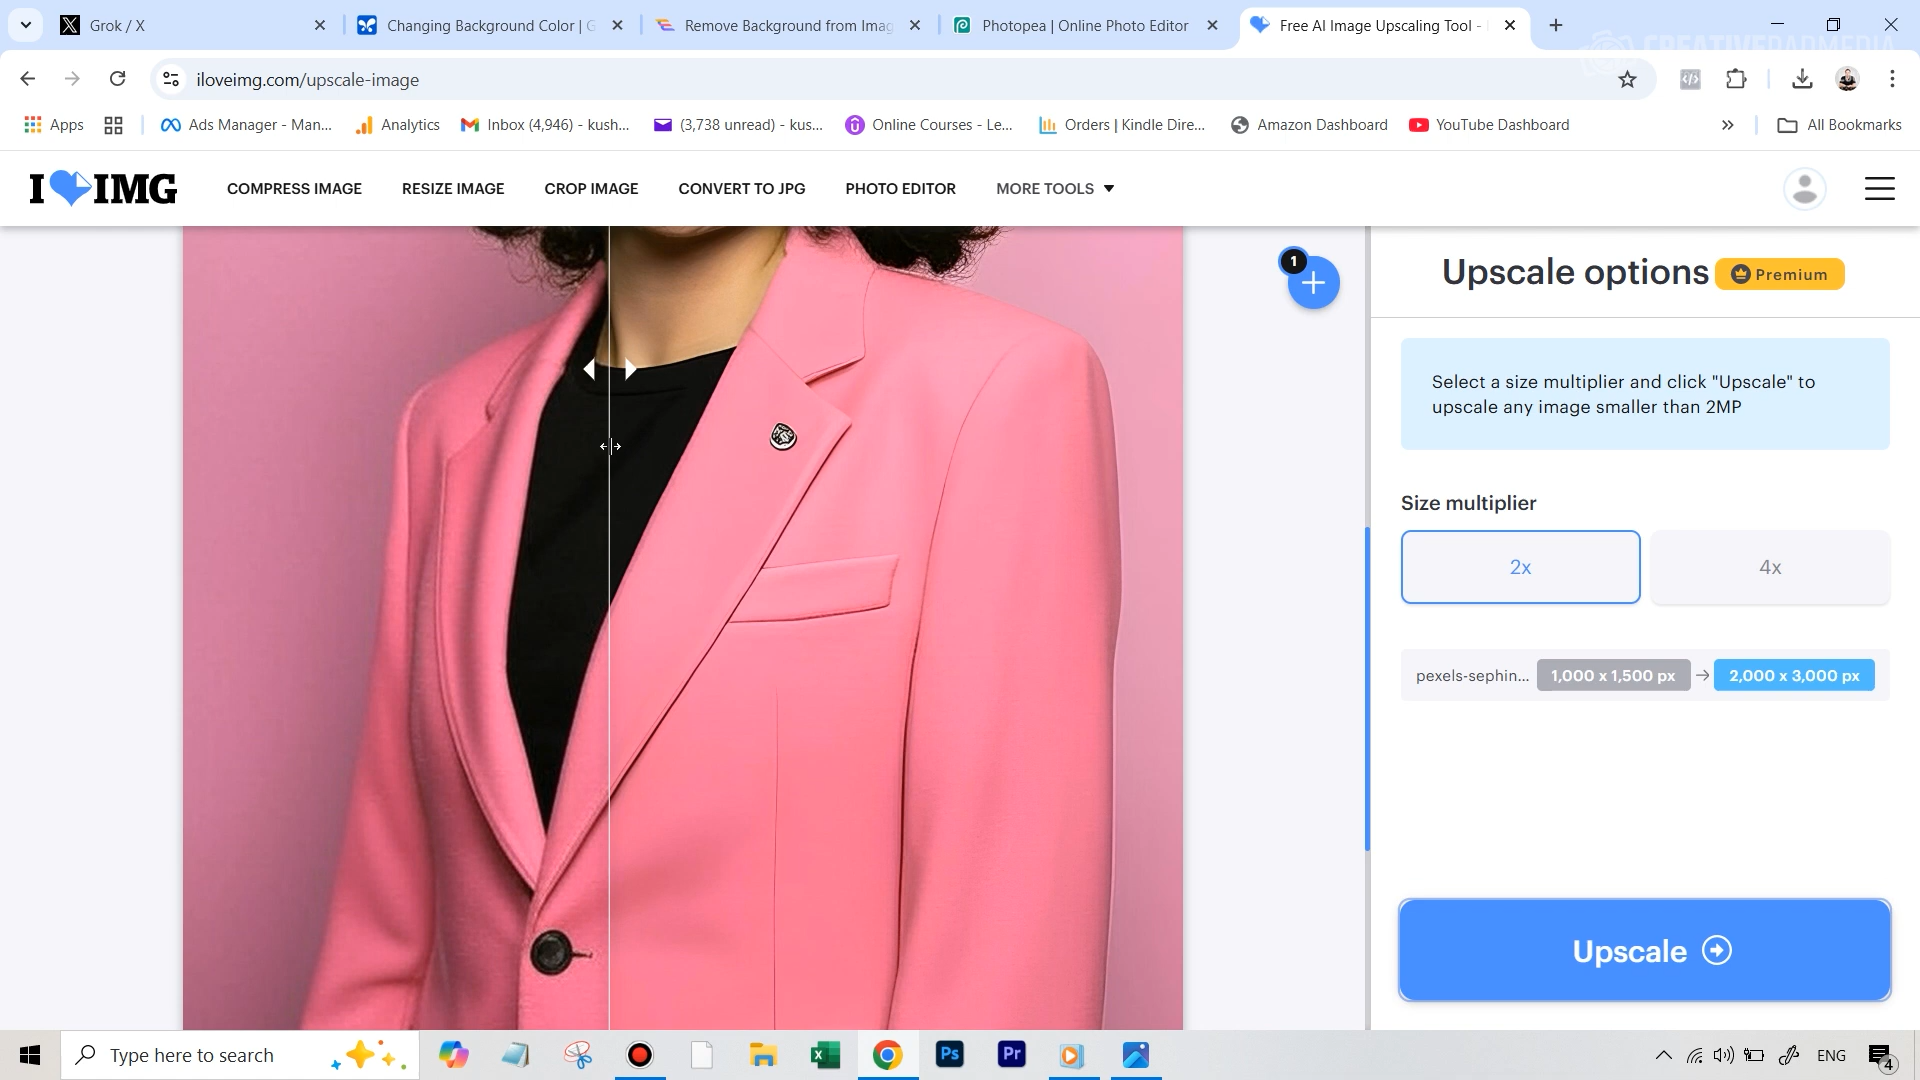 Grok / X
Changing Background Color | G
Remove Background from Imag
Photopea | Online Photo Editor
Free AI Image Upscaling Tool -
CREATIVEDADMEDIA
iloveimg.com/upscale-image
Apps
Ads Manager - Man...
Analytics
Inbox (4,946) - kush...
(3,738 unread) - kus...
Online Courses - Le...
Orders | Kindle Dire...
Amazon Dashboard
YouTube Dashboard
All Bookmarks
I IMG
COMPRESS IMAGE
RESIZE IMAGE
CROP IMAGE
CONVERT TO JPG
PHOTO EDITOR
MORE TOOLS
1
Upscale options
Premium
Select a size multiplier and click "Upscale" to
upscale any image smaller than 2MP
Size multiplier
2x
4x
pexels-sephin...
1,000 x 1,500 px
2,000 x 3,000 px
Upscale
Type here to search
Ps
Pr
ENG
4